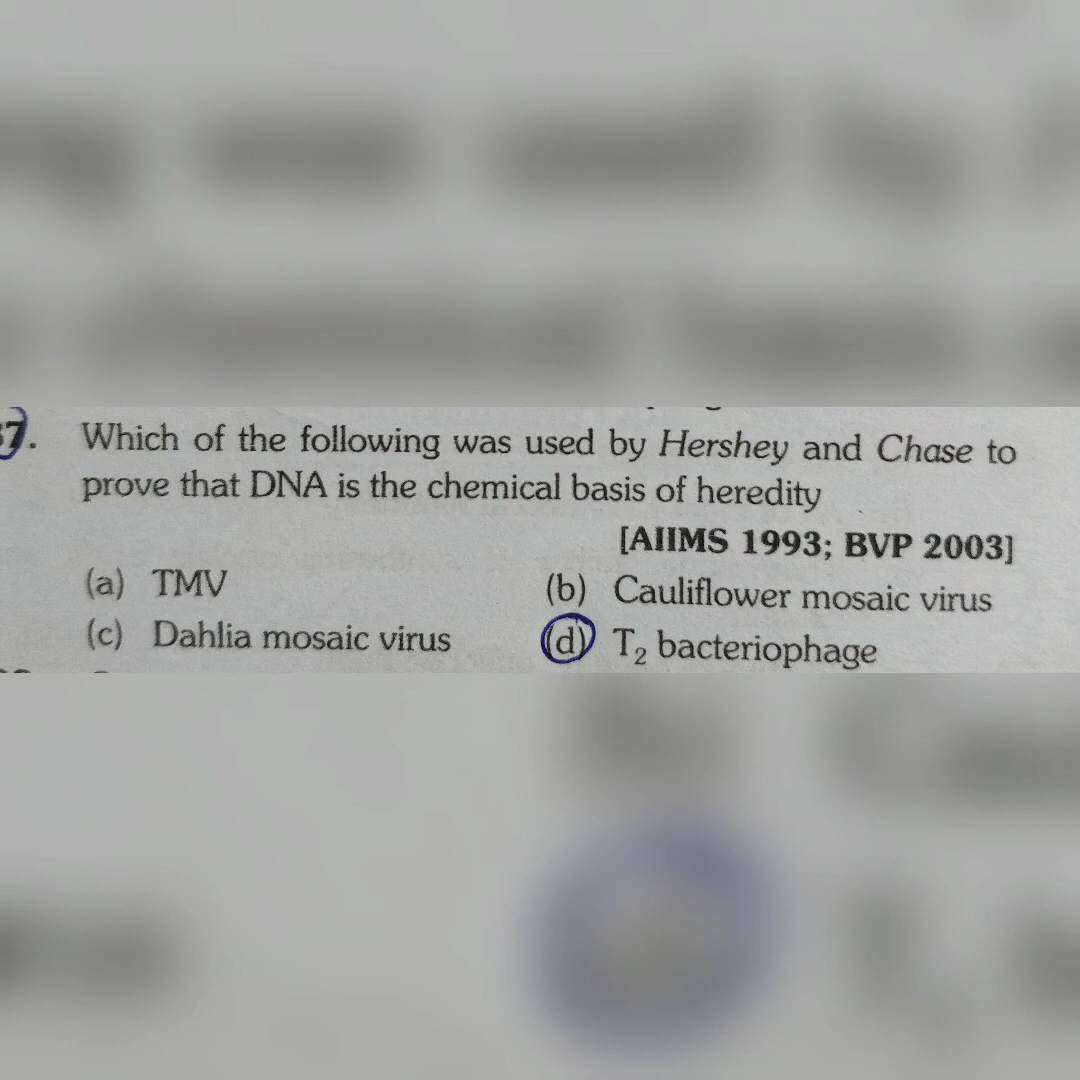 37. Which of the following was used by Hershey and Chase to
prove that DNA is the chemical basis of heredity
[AIIMS 1993; BVP 2003]
(a) TMV (b) Cauliflower mosaic virus
(c) Dahlia mosaic virus (d) T₂ bacteriophage